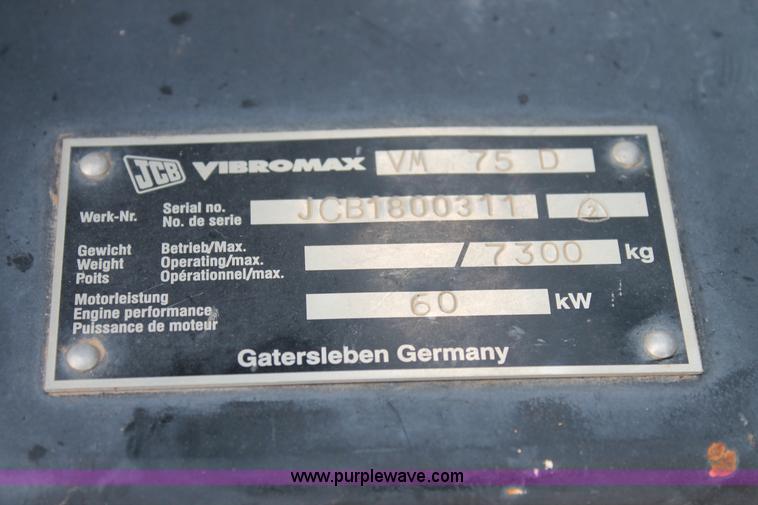 JCB VIBROMAX VM 75 D
Werk-Nr. Serial no. No. de serie JCB1800311 2
Gewicht Betrieb/Max.
Weight Operating/max. /7300 kg
Poits Opérationnel/max.
Motorleistung
Engine performance 60 kW
Puissance de moteur
Gatersleben Germany
www.purplewave.com